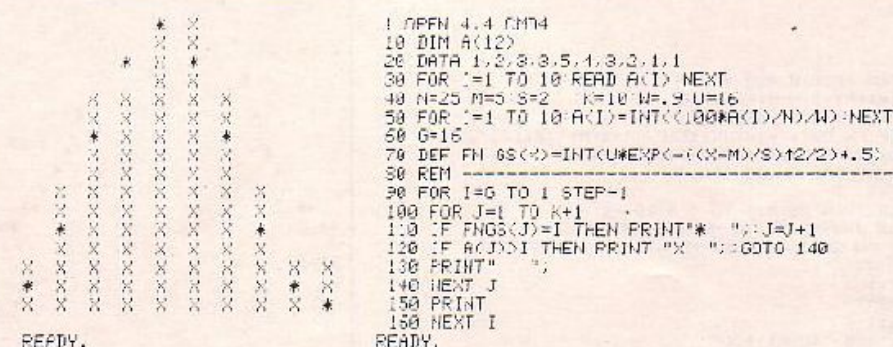 * X
X X
* X *
X X
X X X X X
X X X X X
* X X X *
X X X X X
X X X X X
X X X X X X X
X X X X X X X
* X X X X X *
X X X X X X X
X X X X X X X X X X
* X X X X X X X * X
X X X X X X X X X *
READY.
1 OPEN 4,4:CMD4
10 DIM A(12)
20 DATA 1,2,3,3,5,4,3,2,1,1
30 FOR I=1 TO 10:READ A(I):NEXT
40 N=25:M=5:S=2 :K=10:W=.9:U=16
50 FOR I=1 TO 10:A(I)=INT((100*A(I)/N)/W):NEXT
60 G=16
70 DEF FN GS(X)=INT(U*EXP(-((X-M)/S)↑2/2)+.5)
80 REM ----------------------------------------
90 FOR I=G TO 1 STEP-1
100 FOR J=1 TO K+1
110 IF FNGS(J)=I THEN PRINT"*  ";:J=J+1
120 IF A(J)>I THEN PRINT "X  ";:GOTO 140
130 PRINT"   ";
140 NEXT J
150 PRINT
160 NEXT I
READY.